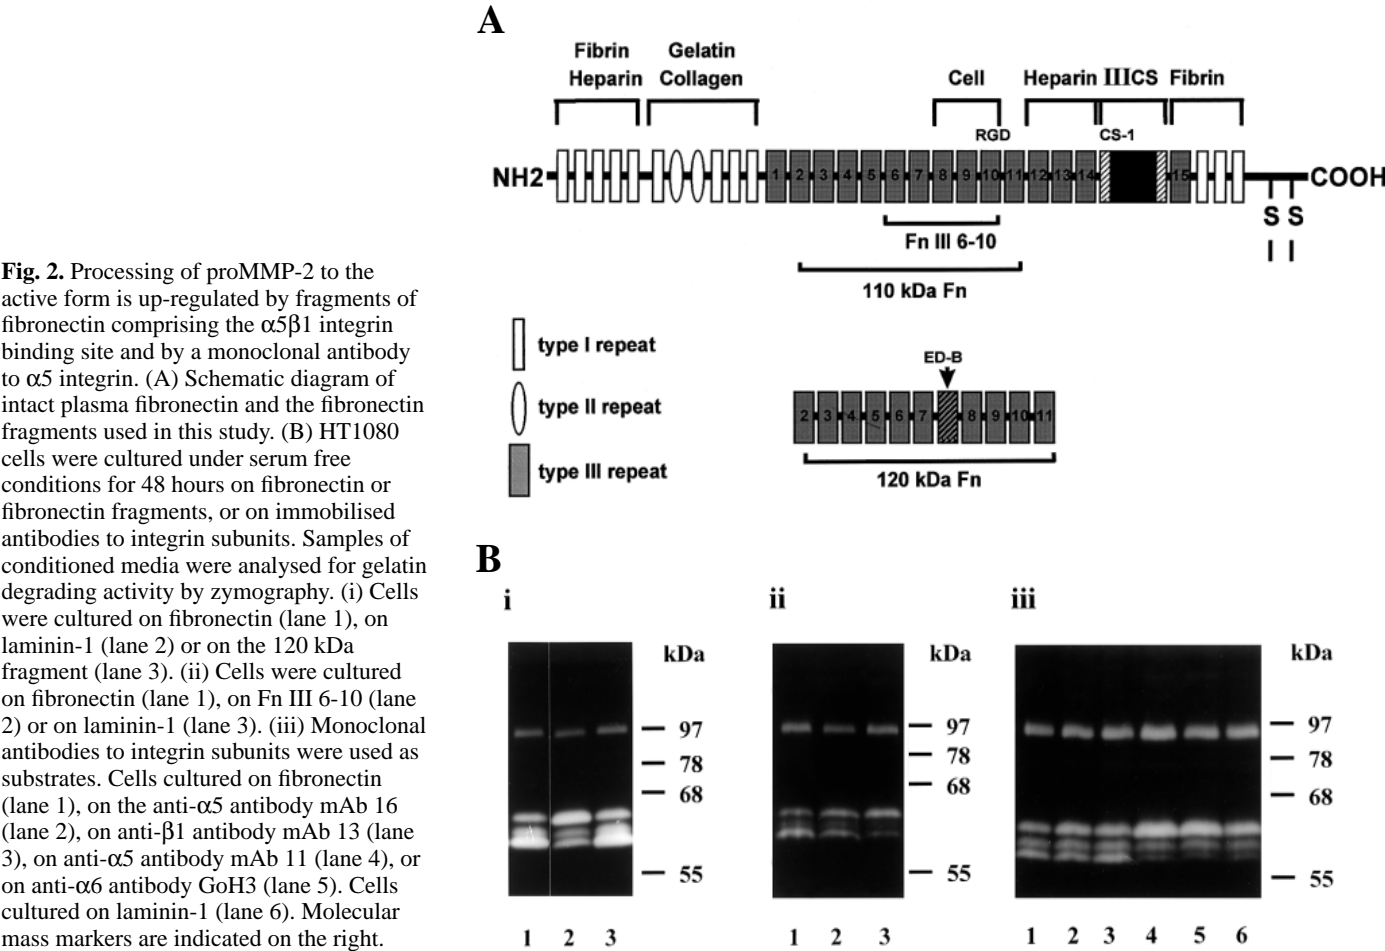 A
Fibrin
Heparin
Gelatin
Collagen
Cell
Heparin IIICS Fibrin
RGD
CS-1
NH2
1 2 3 4 5 6 7 8 9 10 11 12 13 14 15
COOH
S S
Fn III 6-10
110 kDa Fn
type I repeat
type II repeat
type III repeat
ED-B
2 3 4 5 6 7 8 9 10 11
120 kDa Fn
Fig. 2. Processing of proMMP-2 to the
active form is up-regulated by fragments of
fibronectin comprising the α5β1 integrin
binding site and by a monoclonal antibody
to α5 integrin. (A) Schematic diagram of
intact plasma fibronectin and the fibronectin
fragments used in this study. (B) HT1080
cells were cultured under serum free
conditions for 48 hours on fibronectin or
fibronectin fragments, or on immobilised
antibodies to integrin subunits. Samples of
conditioned media were analysed for gelatin
degrading activity by zymography. (i) Cells
were cultured on fibronectin (lane 1), on
laminin-1 (lane 2) or on the 120 kDa
fragment (lane 3). (ii) Cells were cultured
on fibronectin (lane 1), on Fn III 6-10 (lane
2) or on laminin-1 (lane 3). (iii) Monoclonal
antibodies to integrin subunits were used as
substrates. Cells cultured on fibronectin
(lane 1), on the anti-α5 antibody mAb 16
(lane 2), on anti-β1 antibody mAb 13 (lane
3), on anti-α5 antibody mAb 11 (lane 4), or
on anti-α6 antibody GoH3 (lane 5). Cells
cultured on laminin-1 (lane 6). Molecular
mass markers are indicated on the right.
B
i
kDa
97
78
68
55
1 2 3
ii
kDa
97
78
68
55
1 2 3
iii
kDa
97
78
68
55
1 2 3 4 5 6